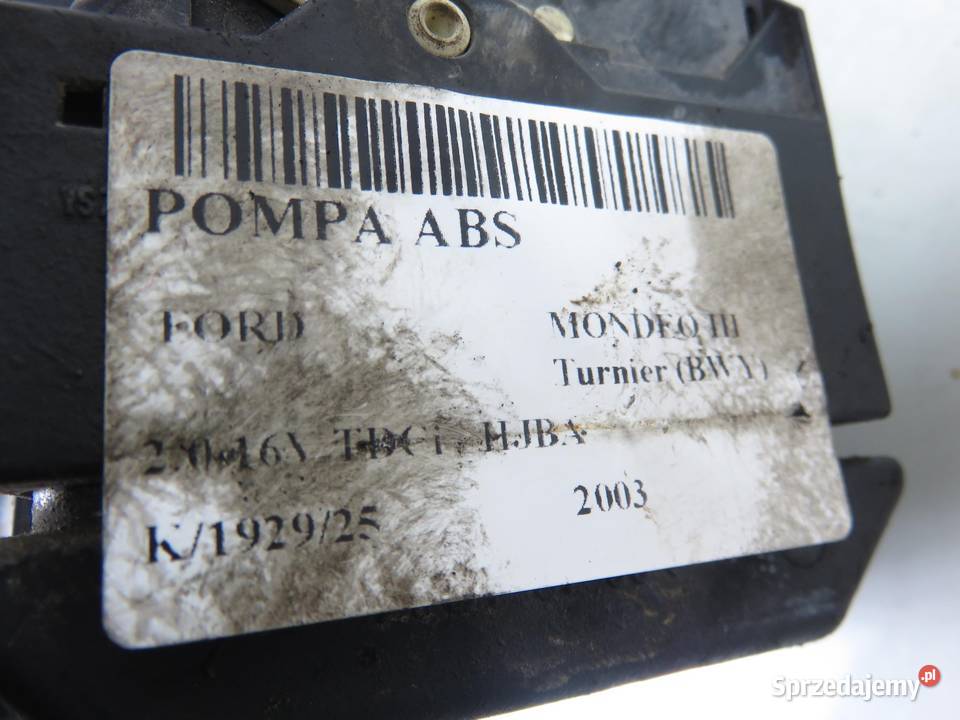 POMPA ABS
FORD MONDEO III
Turnier (BWY)
2.0 16V TDCi HJBA
2003
K/1929/25
Sprzedajemy.pl